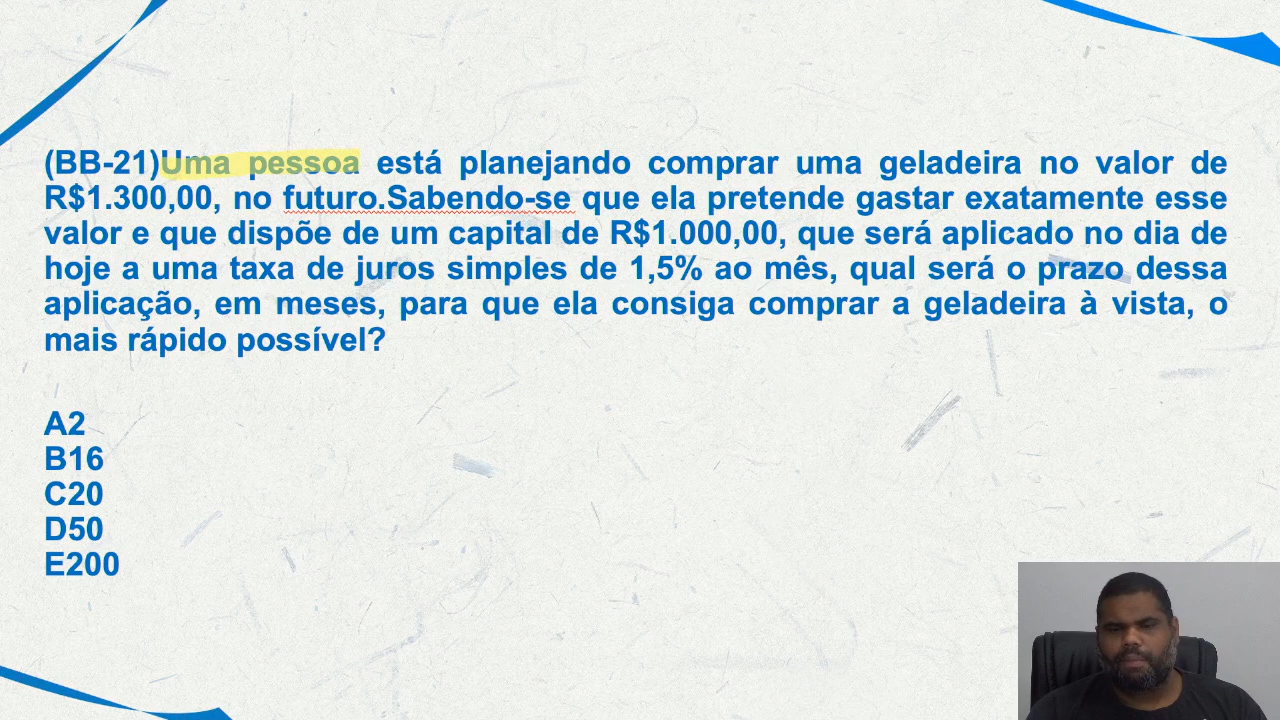 (BB-21)Uma pessoa está planejando comprar uma geladeira no valor de
R$1.300,00, no futuro.Sabendo-se que ela pretende gastar exatamente esse
valor e que dispõe de um capital de R$1.000,00, que será aplicado no dia de
hoje a uma taxa de juros simples de 1,5% ao mês, qual será o prazo dessa
aplicação, em meses, para que ela consiga comprar a geladeira à vista, o
mais rápido possível?
A2
B16
C20
D50
E200